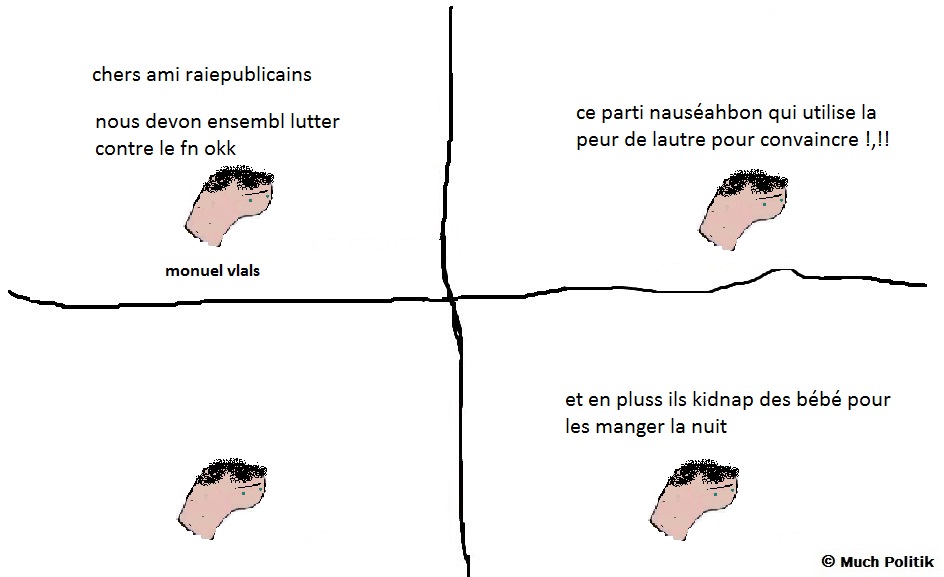 chers ami raiepublicains
nous devon ensembl lutter
contre le fn okk
monuel vlals
ce parti nauséahbon qui utilise la
peur de lautre pour convaincre !,!!
et en pluss ils kidnap des bébé pour
les manger la nuit
© Much Politik